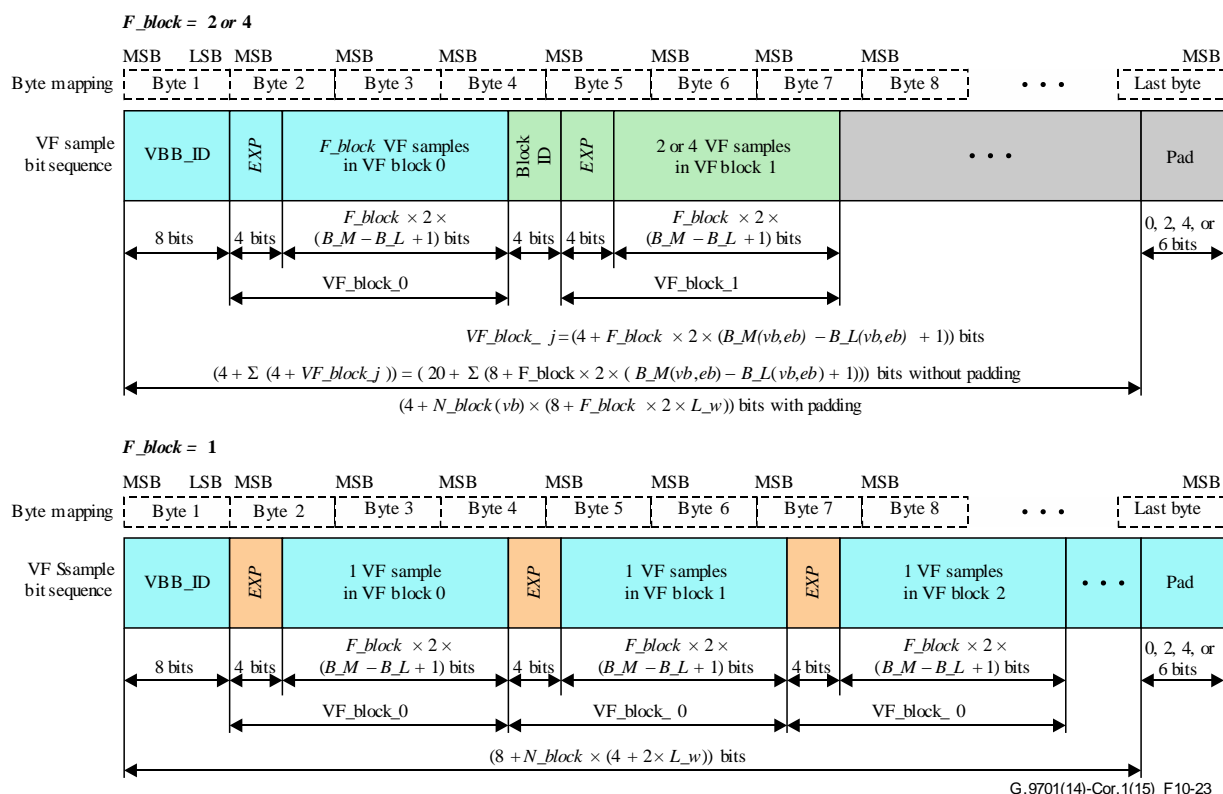 F_block = 2 or 4
MSB LSB MSB MSB MSB MSB MSB MSB MSB MSB
Byte mapping Byte 1 Byte 2 Byte 3 Byte 4 Byte 5 Byte 6 Byte 7 Byte 8 • • • Last byte
VF sample
bit sequence
VBB_ID
EXP
F_block VF samples
in VF block 0
Block
ID
EXP
2 or 4 VF samples
in VF block 1
• • •
Pad
8 bits
4 bits
F_block × 2 ×
(B_M – B_L + 1) bits
4 bits
4 bits
F_block × 2 ×
(B_M – B_L + 1) bits
0, 2, 4, or
6 bits
VF_block_0
VF_block_1
VF_block_ j = (4 + F_block × 2 × (B_M(vb,eb) – B_L(vb,eb) + 1)) bits
(4 + Σ (4 + VF_block_j )) = ( 20 + Σ (8 + F_block × 2 × ( B_M(vb,eb) – B_L(vb,eb) + 1))) bits without padding
(4 + N_block (vb) × (8 + F_block × 2 × L_w)) bits with padding
F_block = 1
MSB LSB MSB MSB MSB MSB MSB MSB MSB MSB
Byte mapping Byte 1 Byte 2 Byte 3 Byte 4 Byte 5 Byte 6 Byte 7 Byte 8 • • • Last byte
VF Ssample
bit sequence
VBB_ID
EXP
1 VF sample
in VF block 0
EXP
1 VF samples
in VF block 1
EXP
1 VF samples
in VF block 2
• • •
Pad
8 bits
4 bits
F_block × 2 ×
(B_M – B_L + 1) bits
4 bits
F_block × 2 ×
(B_M – B_L + 1) bits
4 bits
F_block × 2 ×
(B_M – B_L + 1) bits
0, 2, 4, or
6 bits
VF_block_0
VF_block_ 0
VF_block_ 0
(8 + N_block × (4 + 2 × L_w)) bits
G.9701(14)-Cor.1(15)_F10-23